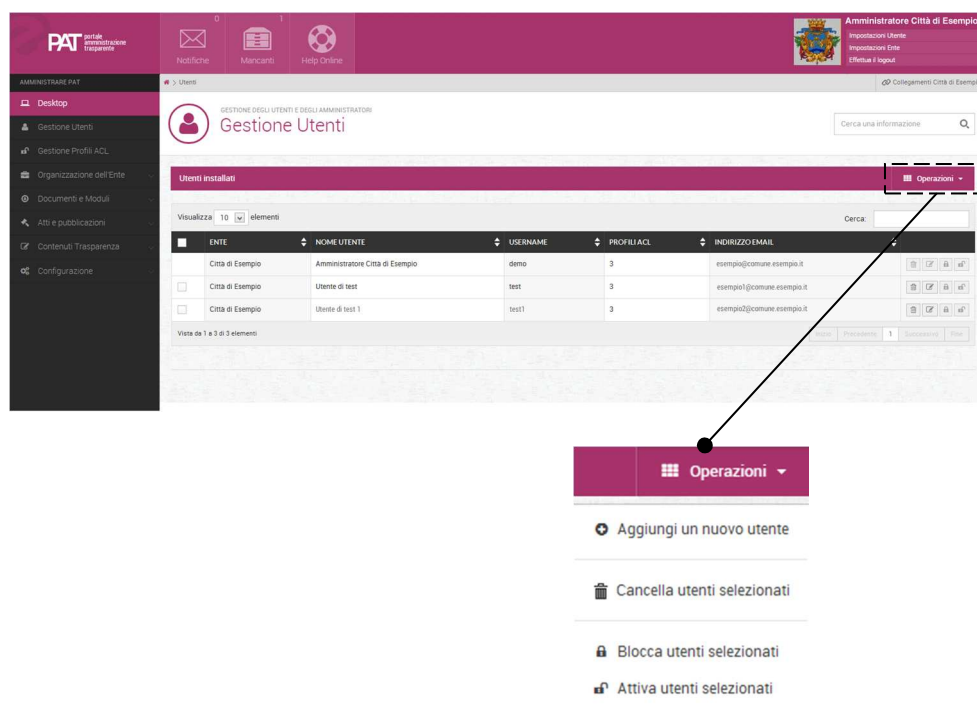 PAT portale amministrazione trasparente
0
1
Notifiche
Mancanti
Help Online
Amministratore Città di Esempio
Impostazioni Utente
Impostazioni Ente
Effettua il logout
AMMINISTRARE PAT
> Utenti
Collegamenti Città di Esempi
Desktop
Gestione Utenti
Gestione Profili ACL
Organizzazione dell'Ente
Documenti e Moduli
Atti e pubblicazioni
Contenuti Trasparenza
Configurazione
GESTIONE DEGLI UTENTI E DEGLI AMMINISTRATORI
Gestione Utenti
Cerca una informazione
Utenti installati
Operazioni
Visualizza 10 elementi
Cerca:
ENTE NOME UTENTE USERNAME PROFILI ACL INDIRIZZO EMAIL
Città di Esempio Amministratore Città di Esempio demo 3 esempio@comune.esempio.it
Città di Esempio Utente di test test 3 esempio1@comune.esempio.it
Città di Esempio Utente di test 1 test1 3 esempio2@comune.esempio.it
Vista da 1 a 3 di 3 elementi
Precedente 1 Successivo Fine
Operazioni
Aggiungi un nuovo utente
Cancella utenti selezionati
Blocca utenti selezionati
Attiva utenti selezionati